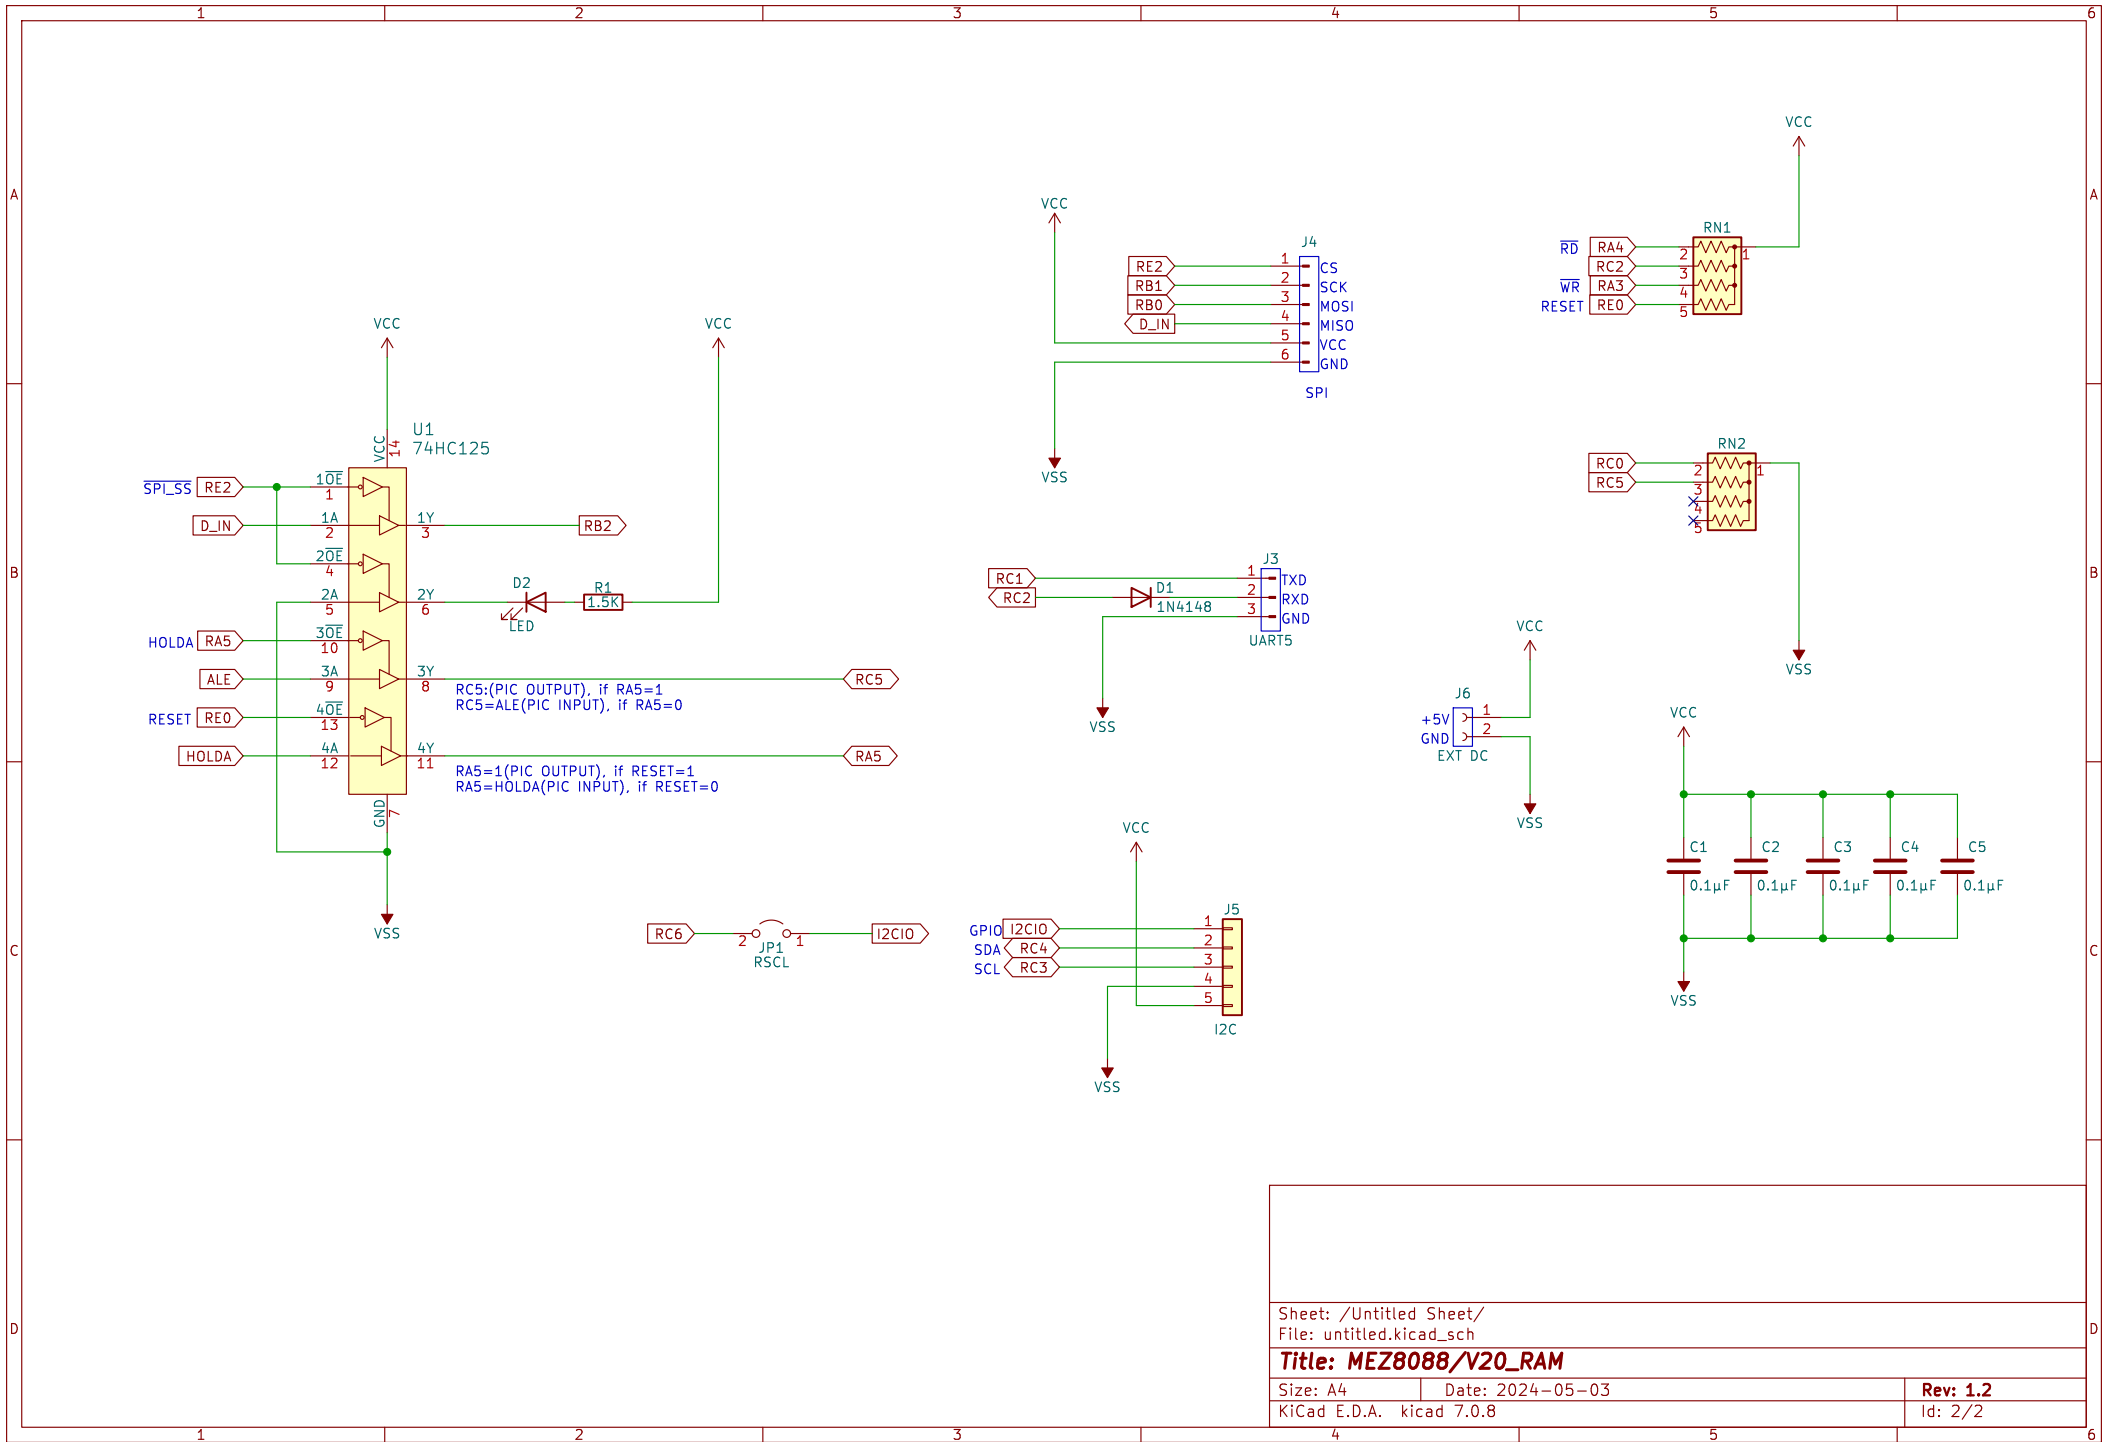 1 2 3 4 5 6
A
B
C
D
A
B
C
D
1 2 3 4 5 6
VCC
VCC
U1
74HC125
VCC
14
SPI_SS RE2 1OE
1
D_IN 1A 1Y RB2
2 3
2OE
4
2A 2Y
5 6
D2
LED
R1
1.5K
HOLDA RA5 3OE
10
ALE 3A 3Y RC5
9 8
RC5:(PIC OUTPUT), if RA5=1
RC5=ALE(PIC INPUT), if RA5=0
RESET RE0 4OE
13
HOLDA 4A 4Y RA5
12 11
RA5=1(PIC OUTPUT), if RESET=1
RA5=HOLDA(PIC INPUT), if RESET=0
GND
7
VSS
RC6 2 1 I2CIO
JP1
RSCL
VCC
J4
RE2 1 CS
RB1 2 SCK
RB0 3 MOSI
D_IN 4 MISO
5 VCC
6 GND
SPI
VSS
J3
RC1 1 TXD
RC2 2 RXD
3 GND
D1
1N4148
UART5
VSS
VCC
J5
GPIO I2CIO 1
SDA RC4 2
SCL RC3 3
4
5
I2C
VSS
VCC
RN1
RD RA4 2 1
RC2 3
WR RA3 4
RESET RE0 5
RN2
RC0 2 1
RC5 3
4
5
VSS
VCC
J6
+5V 1
GND 2
EXT DC
VSS
VCC
C1 C2 C3 C4 C5
0.1µF 0.1µF 0.1µF 0.1µF 0.1µF
VSS
Sheet: /Untitled Sheet/
File: untitled.kicad_sch
Title: MEZ8088/V20_RAM
Size: A4 Date: 2024-05-03 Rev: 1.2
KiCad E.D.A. kicad 7.0.8 Id: 2/2